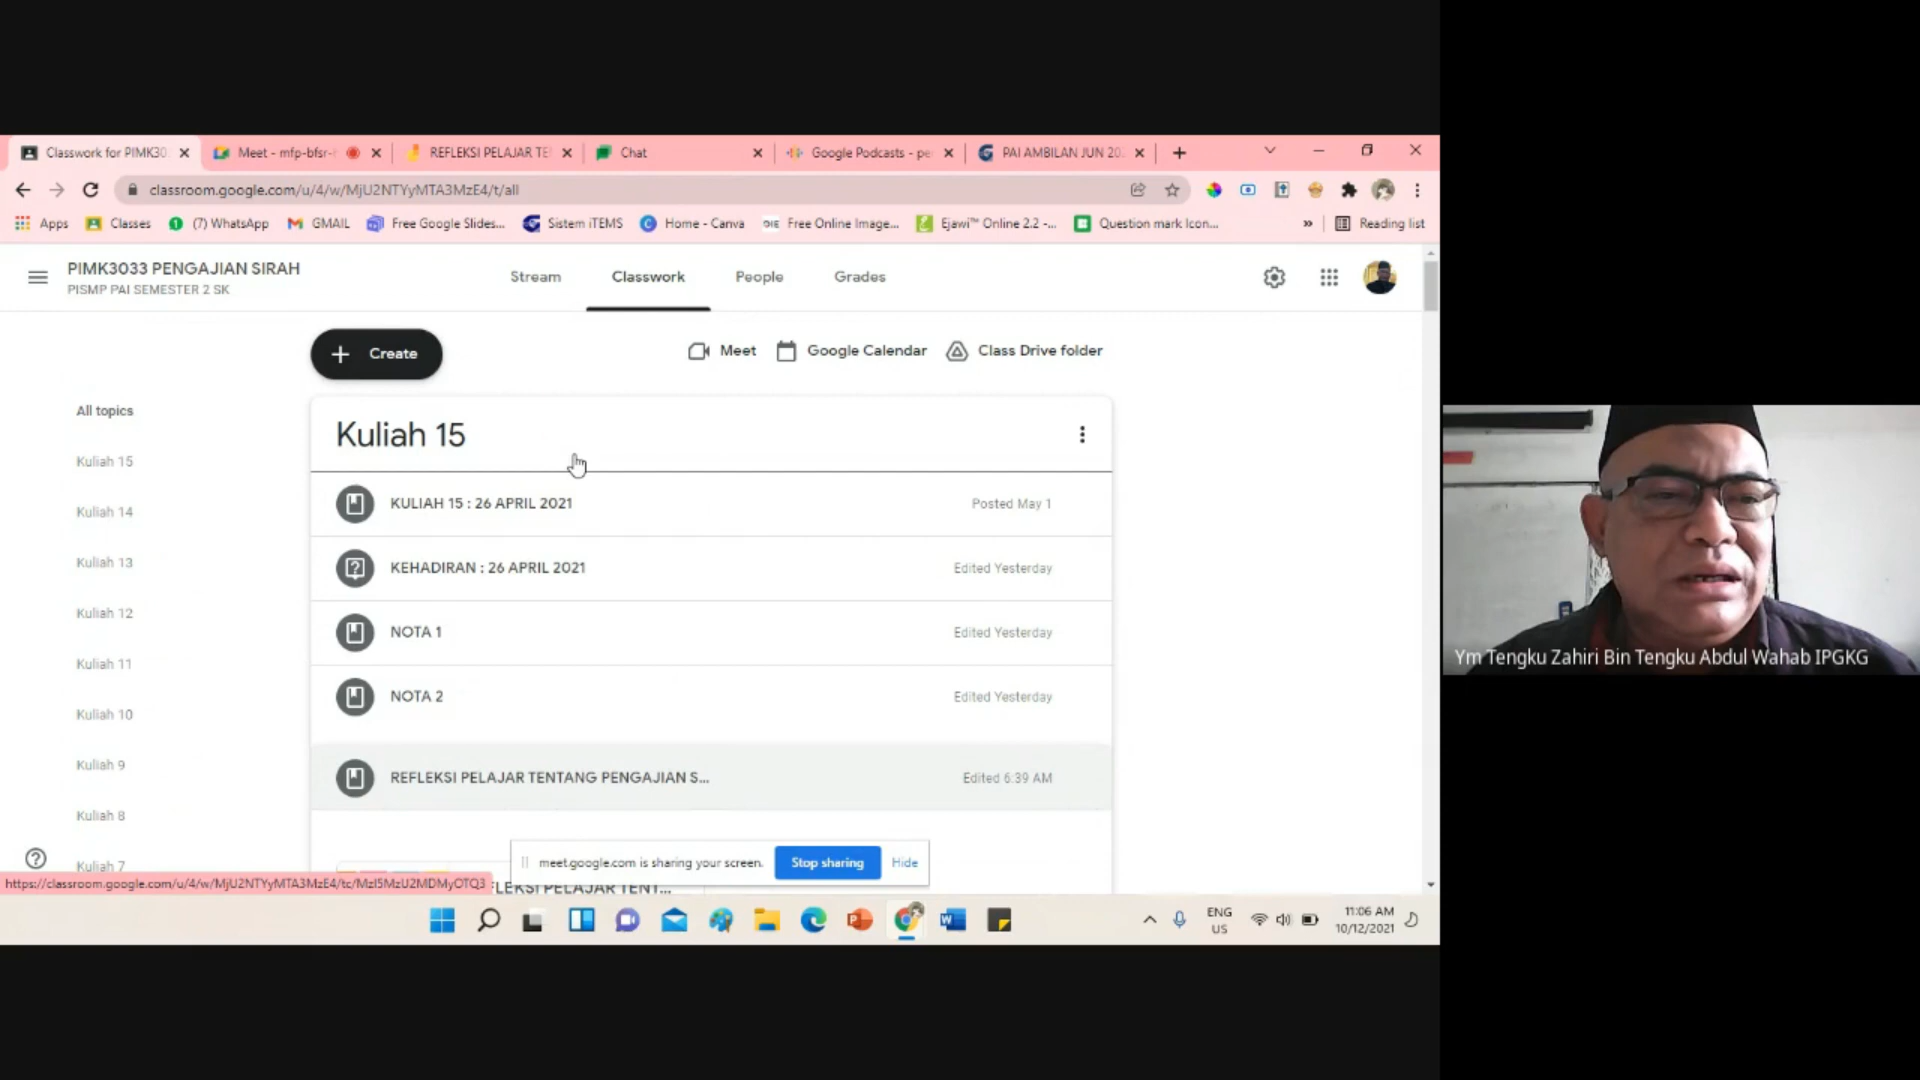 Classwork for PIMK30
Meet - mfp-bfsr-
REFLEKSI PELAJAR TE
Chat
Google Podcasts - pe
PAI AMBILAN JUN 20
classroom.google.com/u/4/w/MjU2NTYyMTA3MzE4/t/all
Apps
Classes
(7) WhatsApp
GMAIL
Free Google Slides...
Sistem iTEMS
Home - Canva
Free Online Image...
Ejawi™ Online 2.2 -...
Question mark Icon...
»
Reading list
PIMK3033 PENGAJIAN SIRAH
PISMP PAI SEMESTER 2 SK
Stream
Classwork
People
Grades
+ Create
Meet
Google Calendar
Class Drive folder
All topics
Kuliah 15
Kuliah 14
Kuliah 13
Kuliah 12
Kuliah 11
Kuliah 10
Kuliah 9
Kuliah 8
Kuliah 7
Kuliah 15
KULIAH 15 : 26 APRIL 2021
Posted May 1
KEHADIRAN : 26 APRIL 2021
Edited Yesterday
NOTA 1
Edited Yesterday
NOTA 2
Edited Yesterday
REFLEKSI PELAJAR TENTANG PENGAJIAN S...
Edited 6:39 AM
meet.google.com is sharing your screen.
Stop sharing
Hide
https://classroom.google.com/u/4/w/MjU2NTYyMTA3MzE4/tc/MzI5MzU2MDMyOTQ3
FLEKSI PELAJAR TENT...
ENG
US
11:06 AM
10/12/2021
Ym Tengku Zahiri Bin Tengku Abdul Wahab IPGKG